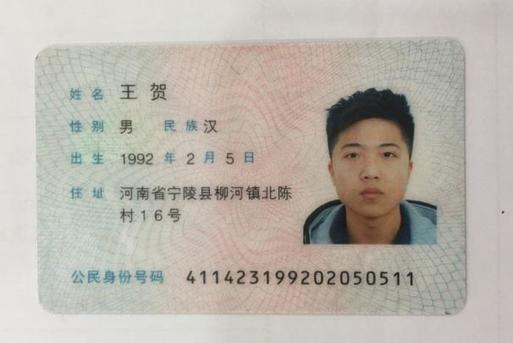 姓名 王贺
性别 男 民族 汉
出生 1992 年 2 月 5 日
住址 河南省宁陵县柳河镇北陈
村16号
公民身份号码 411423199202050511